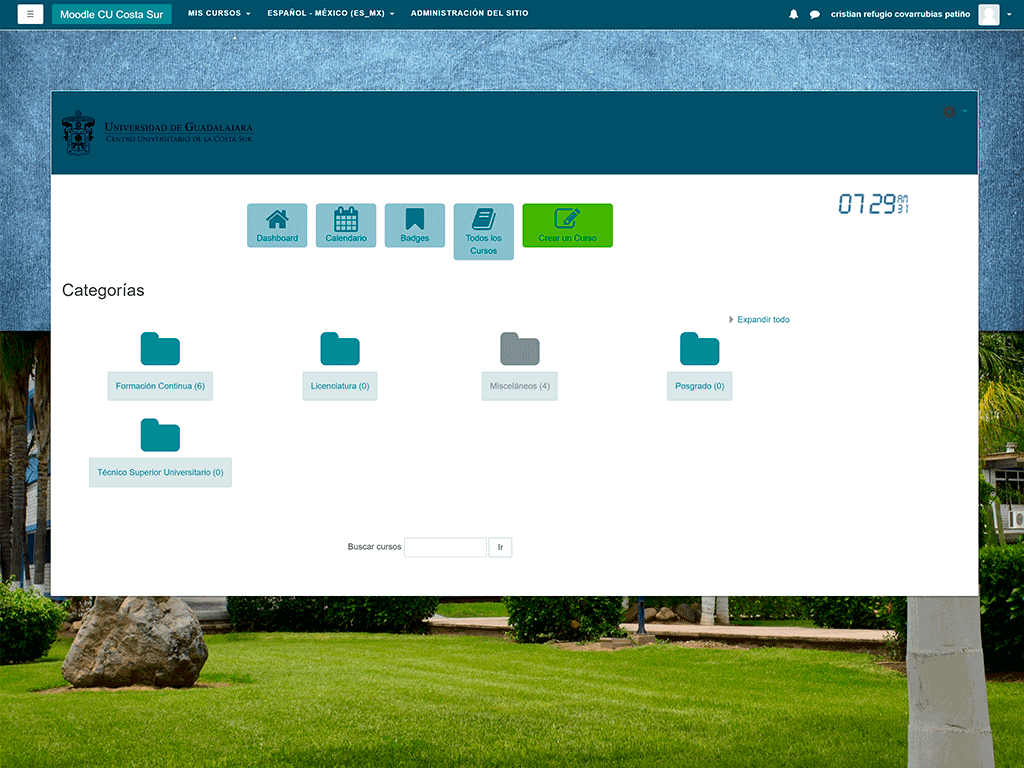 Moodle CU Costa Sur
MIS CURSOS
ESPAÑOL - MÉXICO (ES_MX)
ADMINISTRACIÓN DEL SITIO
cristian refugio covarrubias patiño
UNIVERSIDAD DE GUADALAJARA
CENTRO UNIVERSITARIO DE LA COSTA SUR
07 29 AM 31
Dashboard
Calendario
Badges
Todos los
Cursos
Crear un Curso
Categorías
Expandir todo
Formación Continua (6)
Licenciatura (0)
Misceláneos (4)
Posgrado (0)
Técnico Superior Universitario (0)
Buscar cursos
Ir